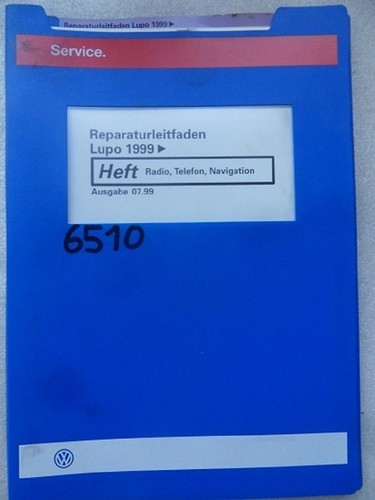 Reparaturleitfaden Lupo 1999 ►
Service.
Reparaturleitfaden
Lupo 1999 ►
Heft Radio, Telefon, Navigation
Ausgabe 07.99
6510